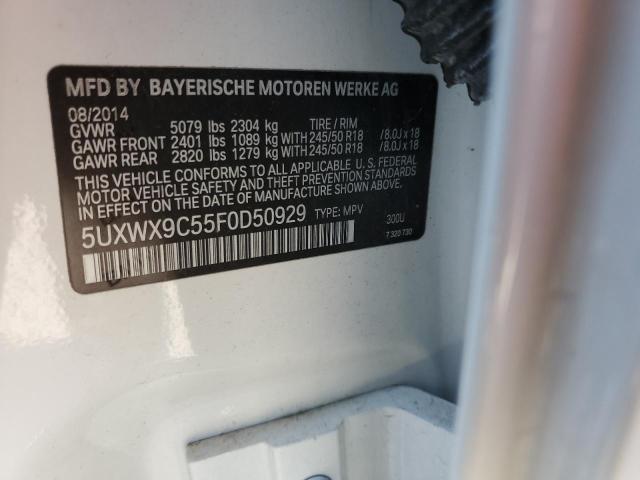 MFD BY BAYERISCHE MOTOREN WERKE AG
08/2014
GVWR 5079 lbs 2304 kg TIRE / RIM
GAWR FRONT 2401 lbs 1089 kg WITH 245/50 R18 /8.0J x 18
GAWR REAR 2820 lbs 1279 kg WITH 245/50 R18 /8.0J x 18
THIS VEHICLE CONFORMS TO ALL APPLICABLE U. S. FEDERAL
MOTOR VEHICLE SAFETY AND THEFT PREVENTION STANDARDS
IN EFFECT ON THE DATE OF MANUFACTURE SHOWN ABOVE.
5UXWX9C55F0D50929 TYPE: MPV 300U
7 320 730